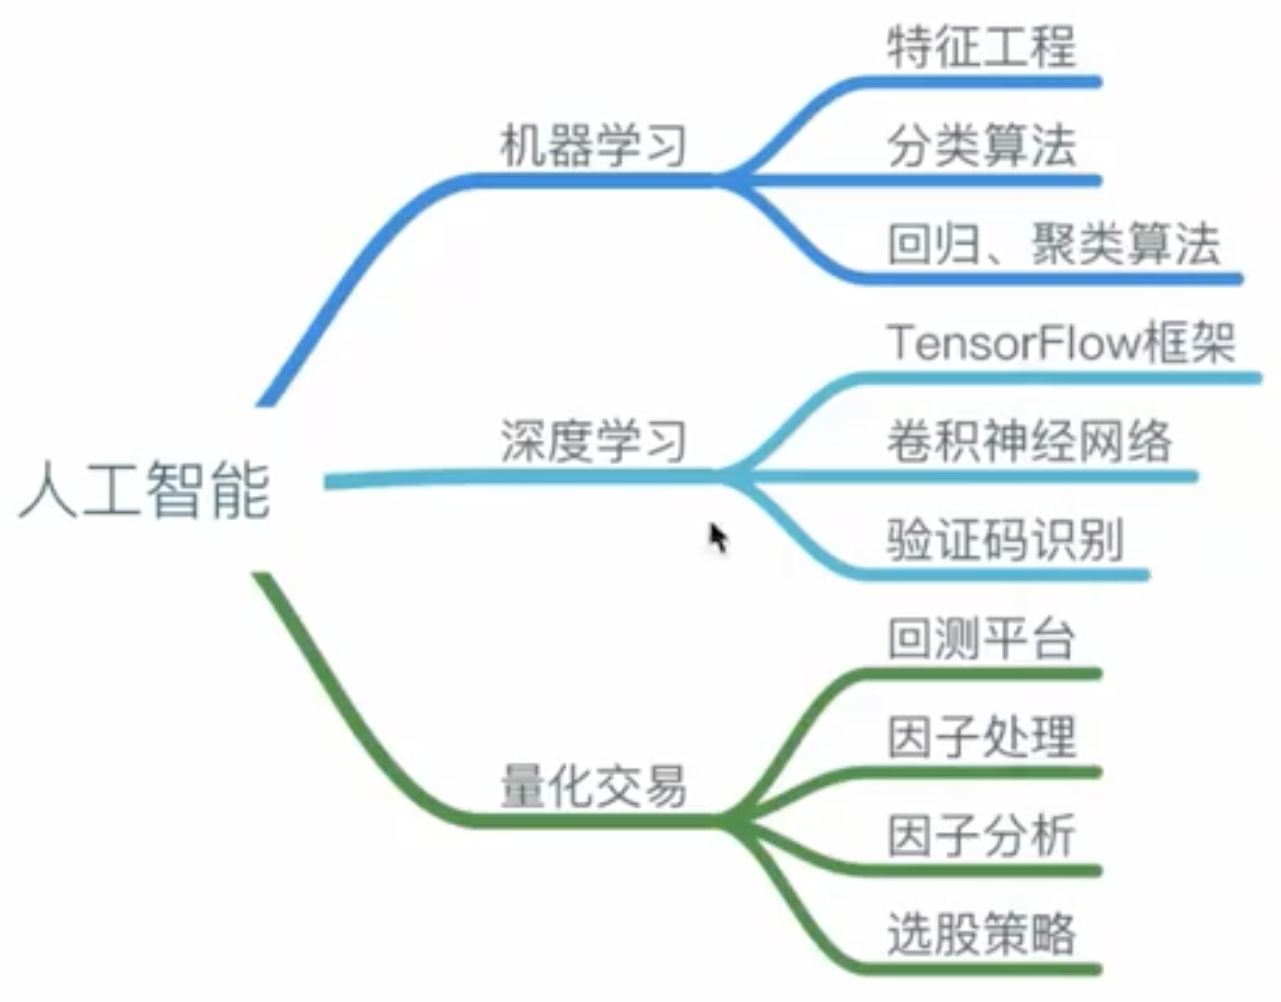 人工智能
机器学习
特征工程
分类算法
回归、聚类算法
深度学习
TensorFlow框架
卷积神经网络
验证码识别
量化交易
回测平台
因子处理
因子分析
选股策略